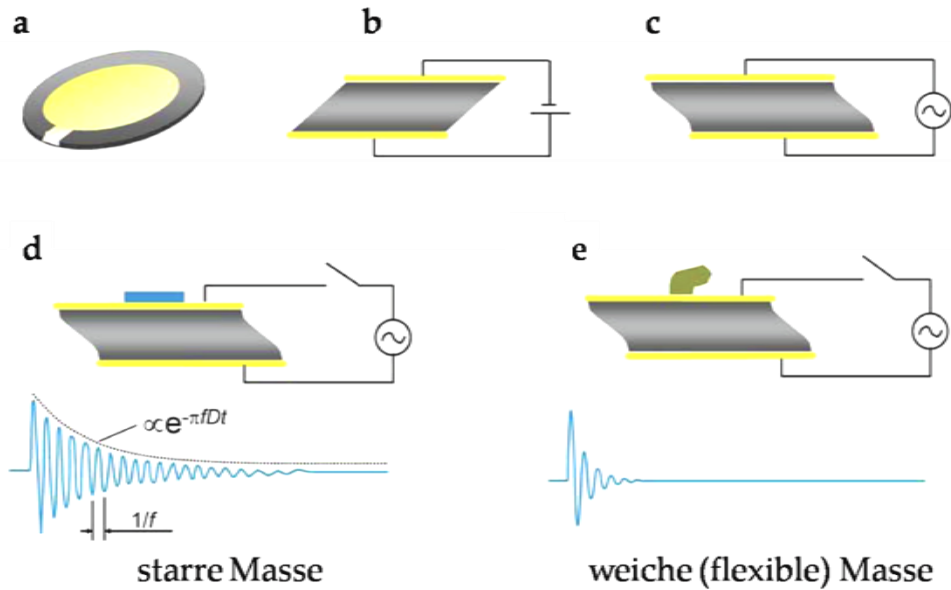 a
b
c
d
e
∝e^-πfDt
1/f
starre Masse
weiche (flexible) Masse